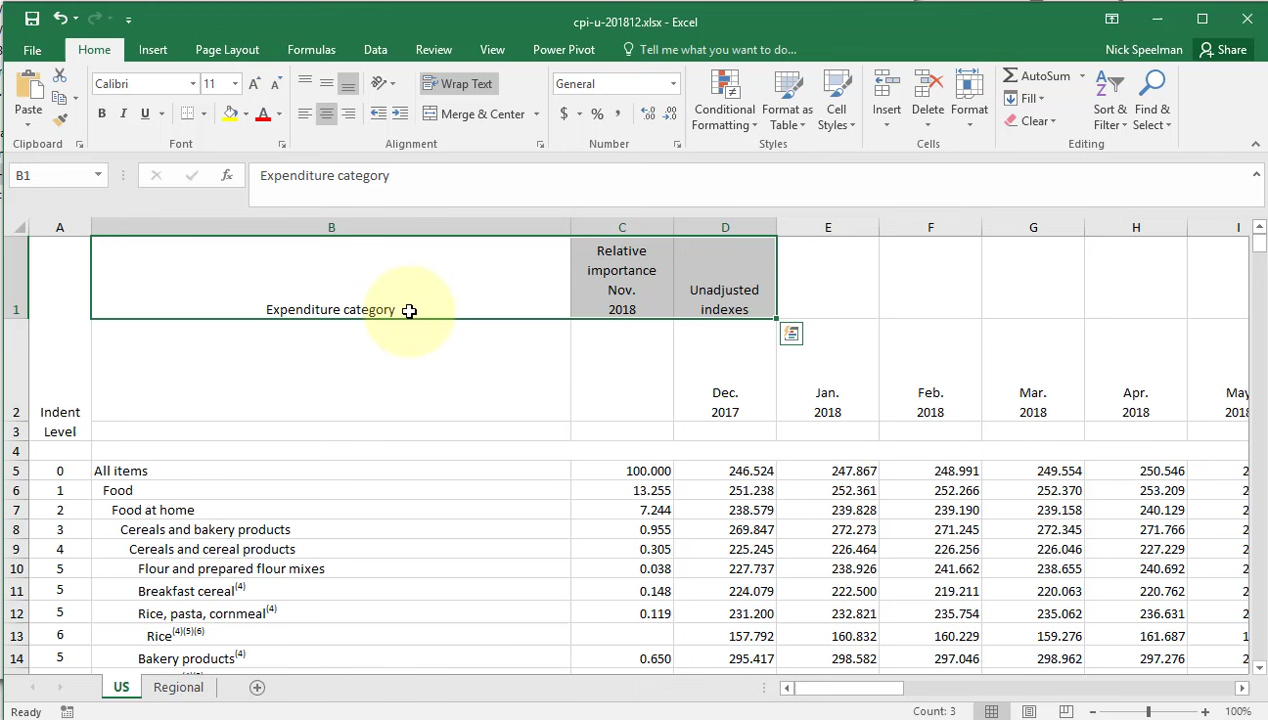 cpi-u-201812.xlsx - Excel
File Home Insert Page Layout Formulas Data Review View Power Pivot Tell me what you want to do... Nick Speelman Share
Calibri 11 Wrap Text General AutoSum
Paste Conditional Format as Cell Insert Delete Format Fill Sort & Find &
B I U A Merge & Center $ % , Formatting Table Styles Clear Filter Select
Clipboard Font Alignment Number Styles Cells Editing
B1 fx Expenditure category
A B C D E F G H I
Relative
importance
Nov. Unadjusted
1 Expenditure category 2018 indexes
Dec. Jan. Feb. Mar. Apr. May
2 Indent 2017 2018 2018 2018 2018 2018
3 Level
4
5 0 All items 100.000 246.524 247.867 248.991 249.554 250.546 2
6 1 Food 13.255 251.238 252.361 252.266 252.370 253.209 2
7 2 Food at home 7.244 238.579 239.828 239.190 239.158 240.129 2
8 3 Cereals and bakery products 0.955 269.847 272.273 271.245 272.345 271.766 2
9 4 Cereals and cereal products 0.305 225.245 226.464 226.256 226.046 227.229 2
10 5 Flour and prepared flour mixes 0.038 227.737 238.926 241.662 238.655 240.692 2
11 5 Breakfast cereal(4) 0.148 224.079 222.500 219.211 220.063 220.762 2
12 5 Rice, pasta, cornmeal(4) 0.119 231.200 232.821 235.754 235.062 236.631 2
13 6 Rice(4)(5)(6) 157.792 160.832 160.229 159.276 161.687 1
14 5 Bakery products(4) 0.650 295.417 298.582 297.046 298.962 297.276 2
US Regional
Ready Count: 3 100%